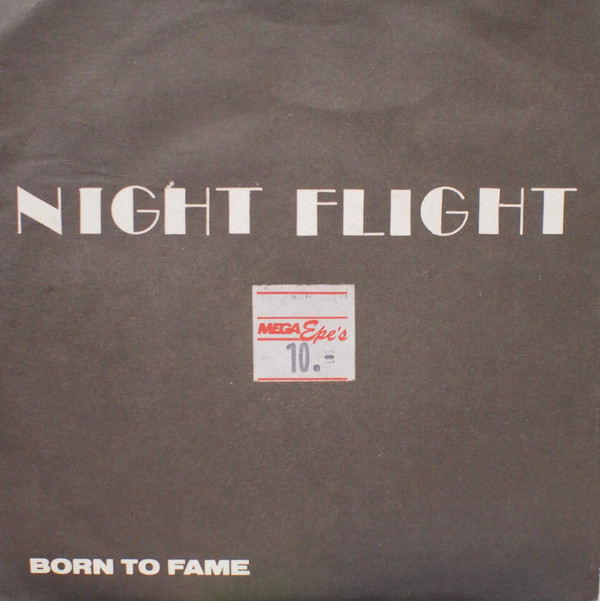 NIGHT FLIGHT
MEGA Epe's
10.=
BORN TO FAME